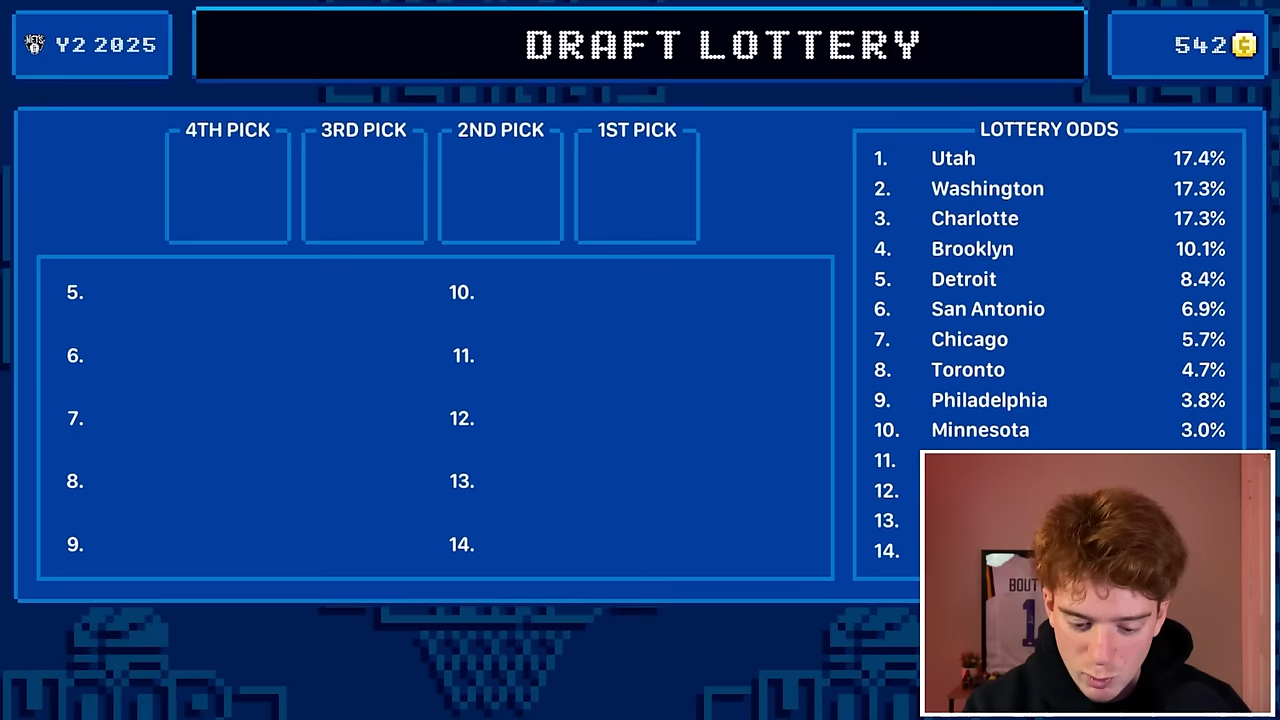 NETS Y2 2025
DRAFT LOTTERY
542
4TH PICK 3RD PICK 2ND PICK 1ST PICK
5. 10.
6. 11.
7. 12.
8. 13.
9. 14.
LOTTERY ODDS
1. Utah 17.4%
2. Washington 17.3%
3. Charlotte 17.3%
4. Brooklyn 10.1%
5. Detroit 8.4%
6. San Antonio 6.9%
7. Chicago 5.7%
8. Toronto 4.7%
9. Philadelphia 3.8%
10. Minnesota 3.0%
11.
12.
13.
14.
BOUT
1